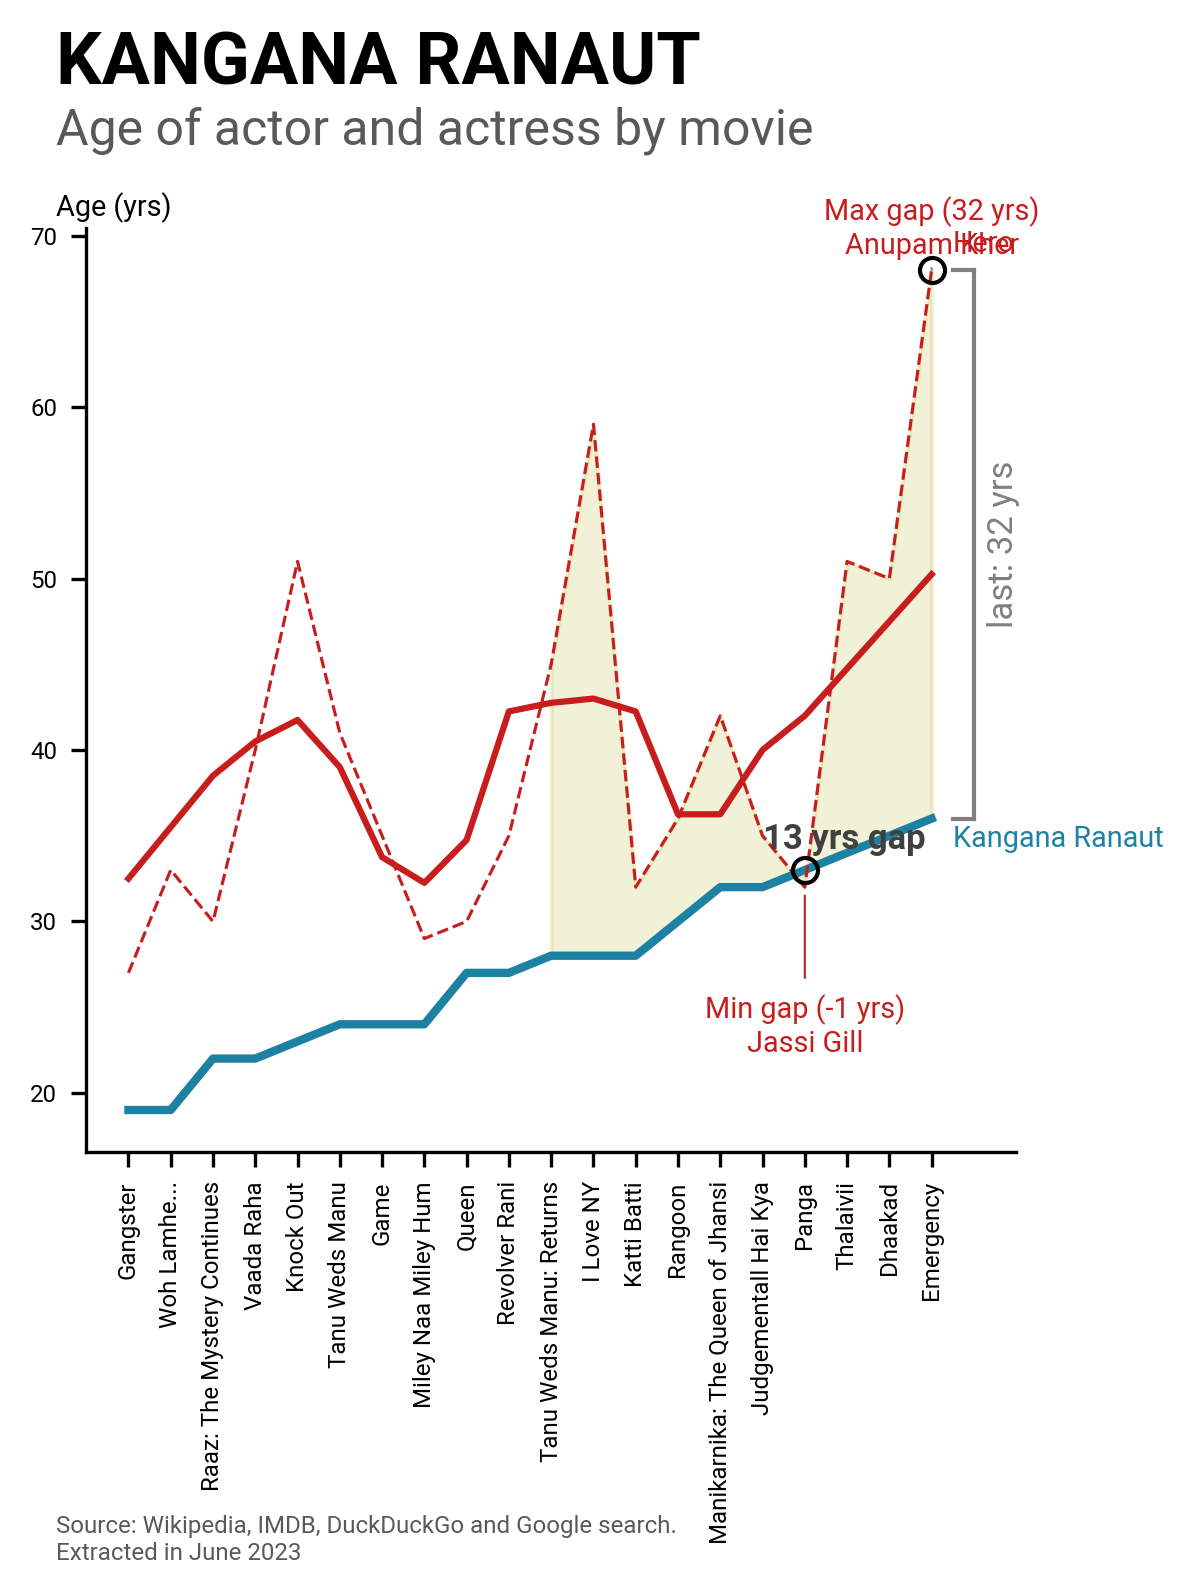 KANGANA RANAUT
Age of actor and actress by movie
Age (yrs)
Max gap (32 yrs)
Anupam Kher
Hero
70
60
50
40
30
20
last: 32 yrs
13 yrs gap
Kangana Ranaut
Min gap (-1 yrs)
Jassi Gill
Gangster
Woh Lamhe...
Raaz: The Mystery Continues
Vaada Raha
Knock Out
Tanu Weds Manu
Game
Miley Naa Miley Hum
Queen
Revolver Rani
Tanu Weds Manu: Returns
I Love NY
Katti Batti
Rangoon
Manikarnika: The Queen of Jhansi
Judgementall Hai Kya
Panga
Thalaivii
Dhaakad
Emergency
Source: Wikipedia, IMDB, DuckDuckGo and Google search.
Extracted in June 2023